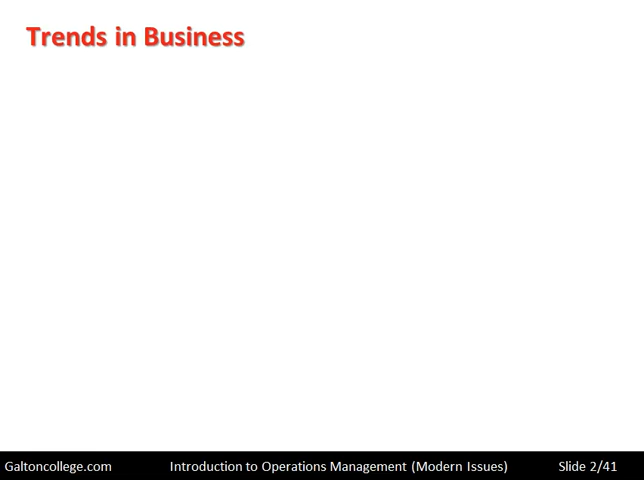 Trends in Business
Galtoncollege.com Introduction to Operations Management (Modern Issues) Slide 2/41